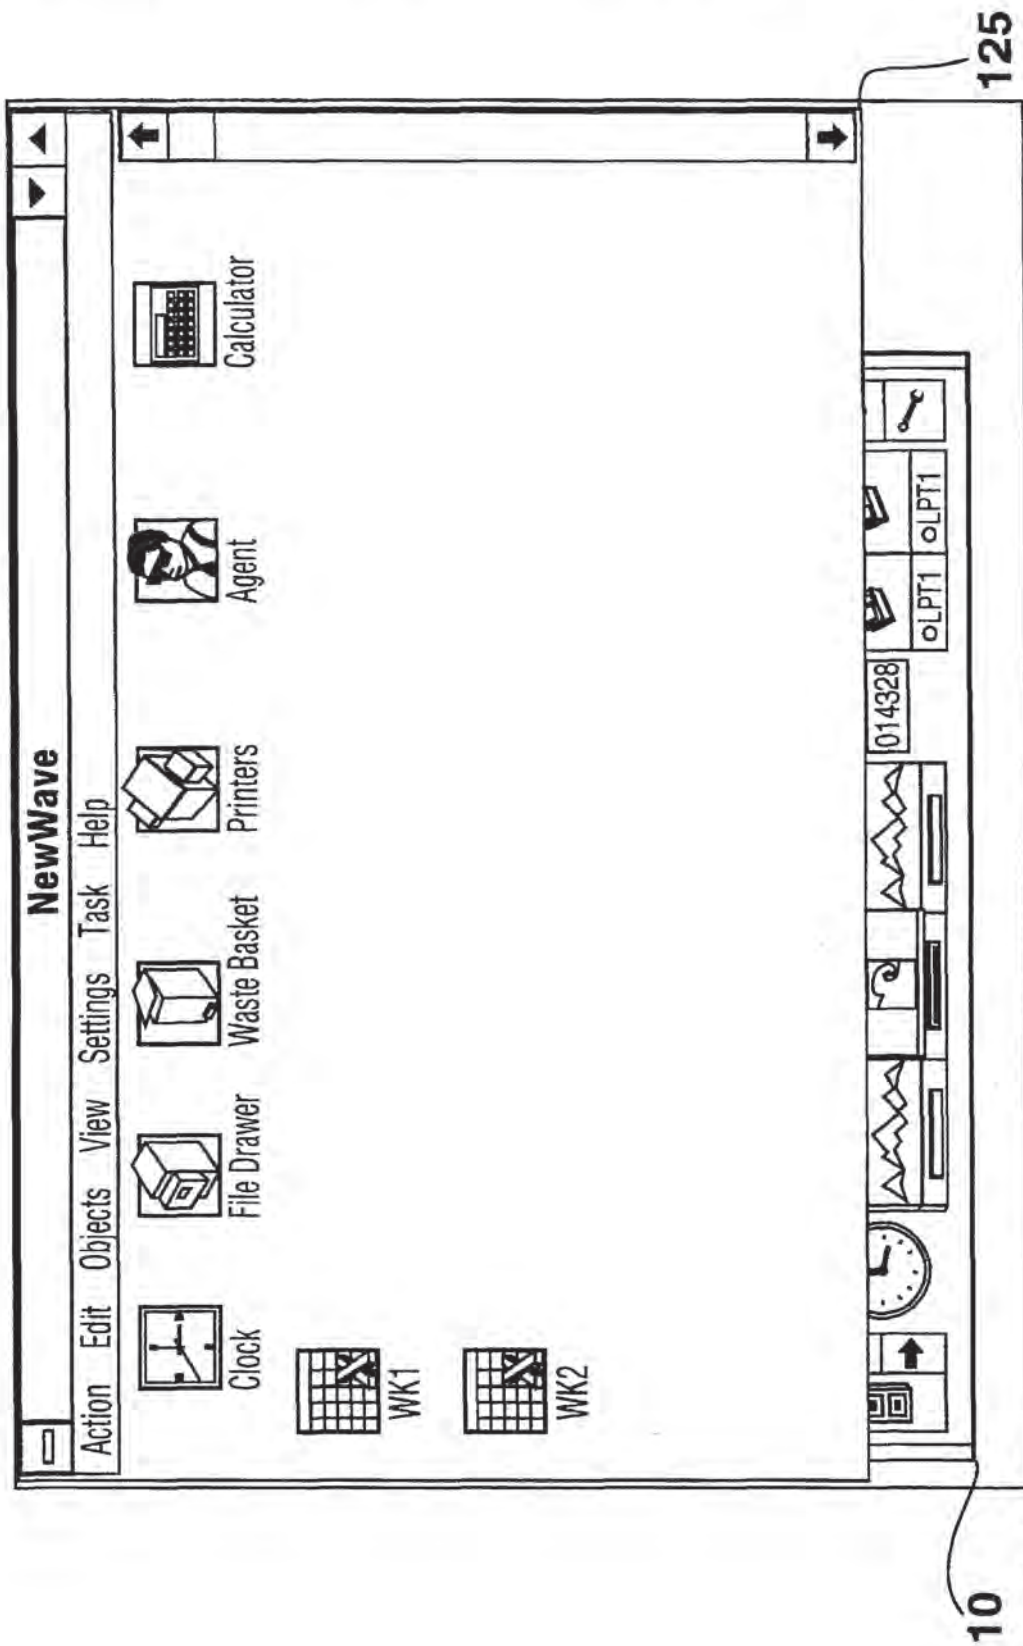 NewWave
Action Edit Objects View Settings Task Help
Clock File Drawer Waste Basket Printers Agent Calculator
WK1
WK2
014328
LPT1 LPT1
10
125